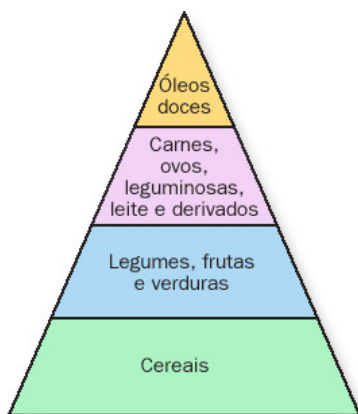 Óleos
doces
Carnes,
ovos,
leguminosas,
leite e derivados
Legumes, frutas
e verduras
Cereais